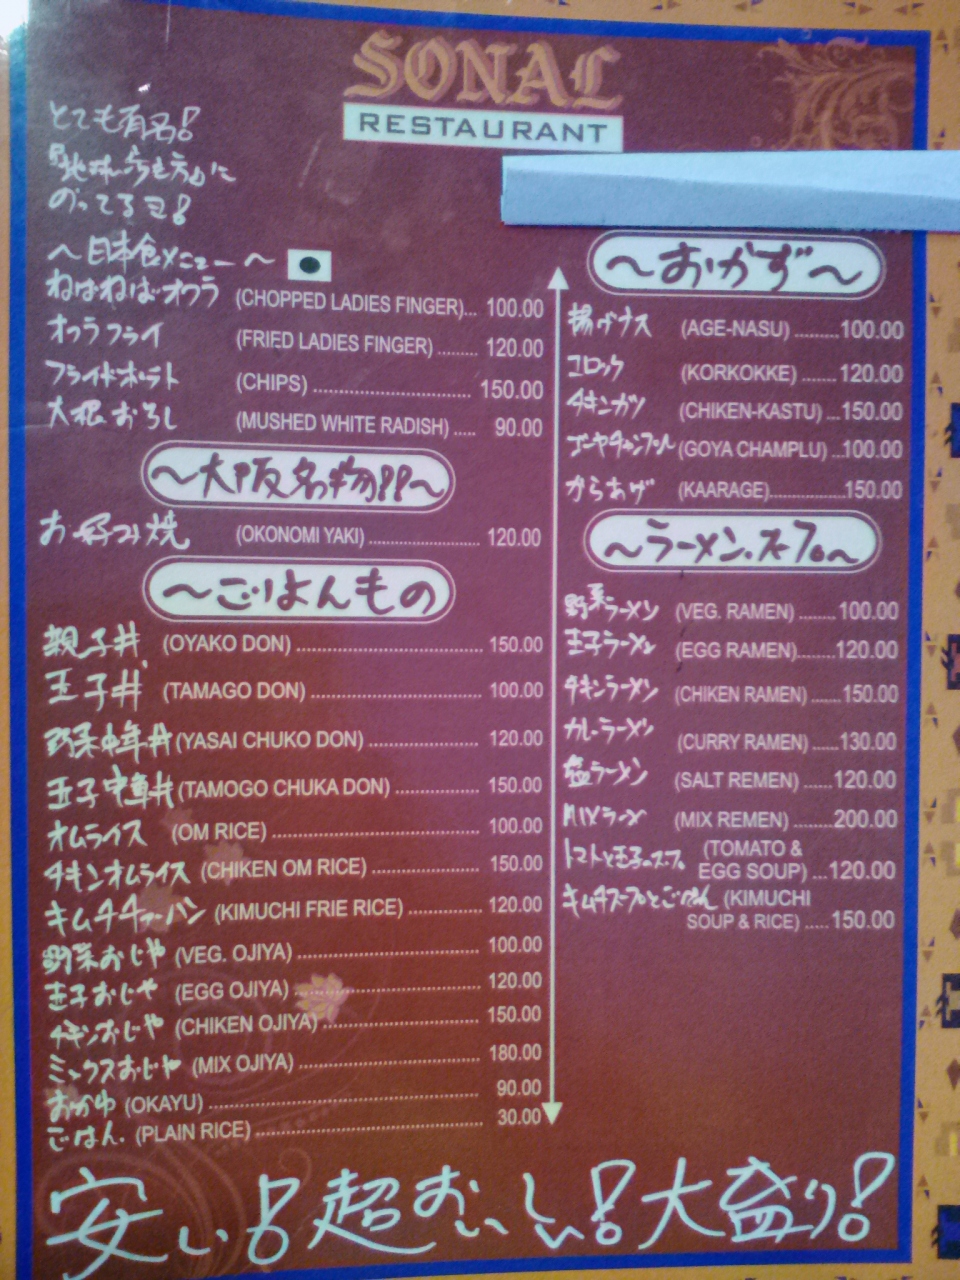 SONAL
RESTAURANT
とても有名!
『地球の歩き方』に
のってるヨ!
〜日本食メニュー〜
ねばねばオクラ (CHOPPED LADIES FINGER)... 100.00
オクラフライ (FRIED LADIES FINGER) ........ 120.00
フライドポテト (CHIPS) ................................ 150.00
大根おろし (MUSHED WHITE RADISH) ..... 90.00
〜大阪名物!!〜
お好み焼 (OKONOMI YAKI) ...................... 120.00
〜ごはんもの
親子丼 (OYAKO DON) ..................................... 150.00
玉子丼 (TAMAGO DON) .................................. 100.00
野菜中華丼 (YASAI CHUKO DON) ...................... 120.00
玉子中華丼 (TAMOGO CHUKA DON) ................. 150.00
オムライス (OM RICE) ......................................... 100.00
チキンオムライス (CHIKEN OM RICE) ...................... 150.00
キムチチャーハン (KIMUCHI FRIE RICE) ............... 120.00
野菜おじや (VEG. OJIYA) .................................... 100.00
玉子おじや (EGG OJIYA) ..................................... 120.00
チキンおじや (CHIKEN OJIYA) ................................ 150.00
ミックスおじや (MIX OJIYA) .................................... 180.00
おかゆ (OKAYU) ..................................................... 90.00
ごはん. (PLAIN RICE) ............................................ 30.00
〜おかず〜
揚げナス (AGE-NASU) .........100.00
コロッケ (KORKOKKE) .......120.00
チキンカツ (CHIKEN-KASTU) ...150.00
ゴーヤチャンプル (GOYA CHAMPLU) ..100.00
からあげ (KAARAGE)...............150.00
〜ラーメン.スープ〜
野菜ラーメン (VEG. RAMEN) ......100.00
玉子ラーメン (EGG RAMEN).......120.00
チキンラーメン (CHIKEN RAMEN) .....150.00
カレーラーメン (CURRY RAMEN) .....130.00
塩ラーメン (SALT REMEN) ......120.00
MIXラーメン (MIX REMEN) ........200.00
トマトと玉子のスープ (TOMATO &
EGG SOUP) ...120.00
キムチスープとごはん (KIMUCHI
SOUP & RICE) .....150.00
安い!超おいしい!大盛り!